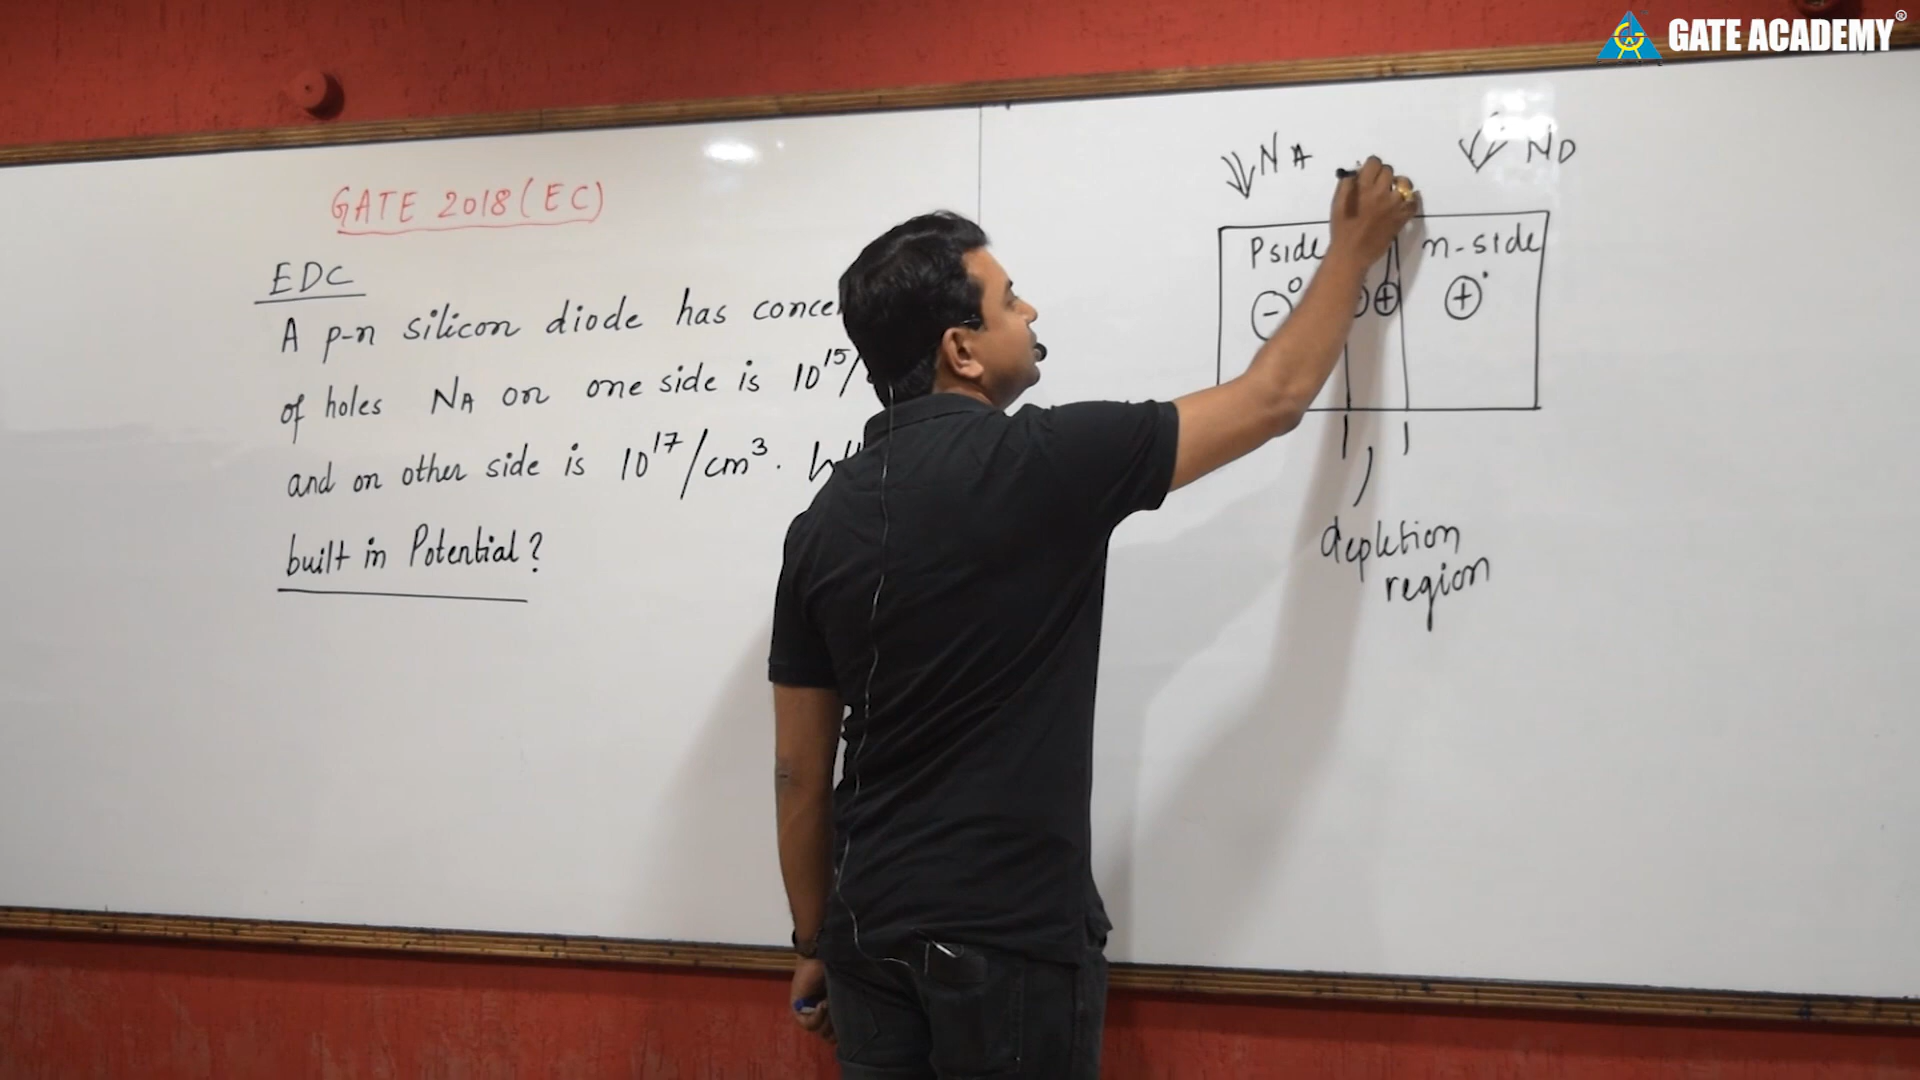 GATE ACADEMY®
GATE 2018 (EC)
EDC
A p-n silicon diode has
of holes NA on one side is 10^15/
and on other side is 10^17/cm^3.
built in Potential?
NA
ND
P side
n-side
- o
+
+
depletion
region